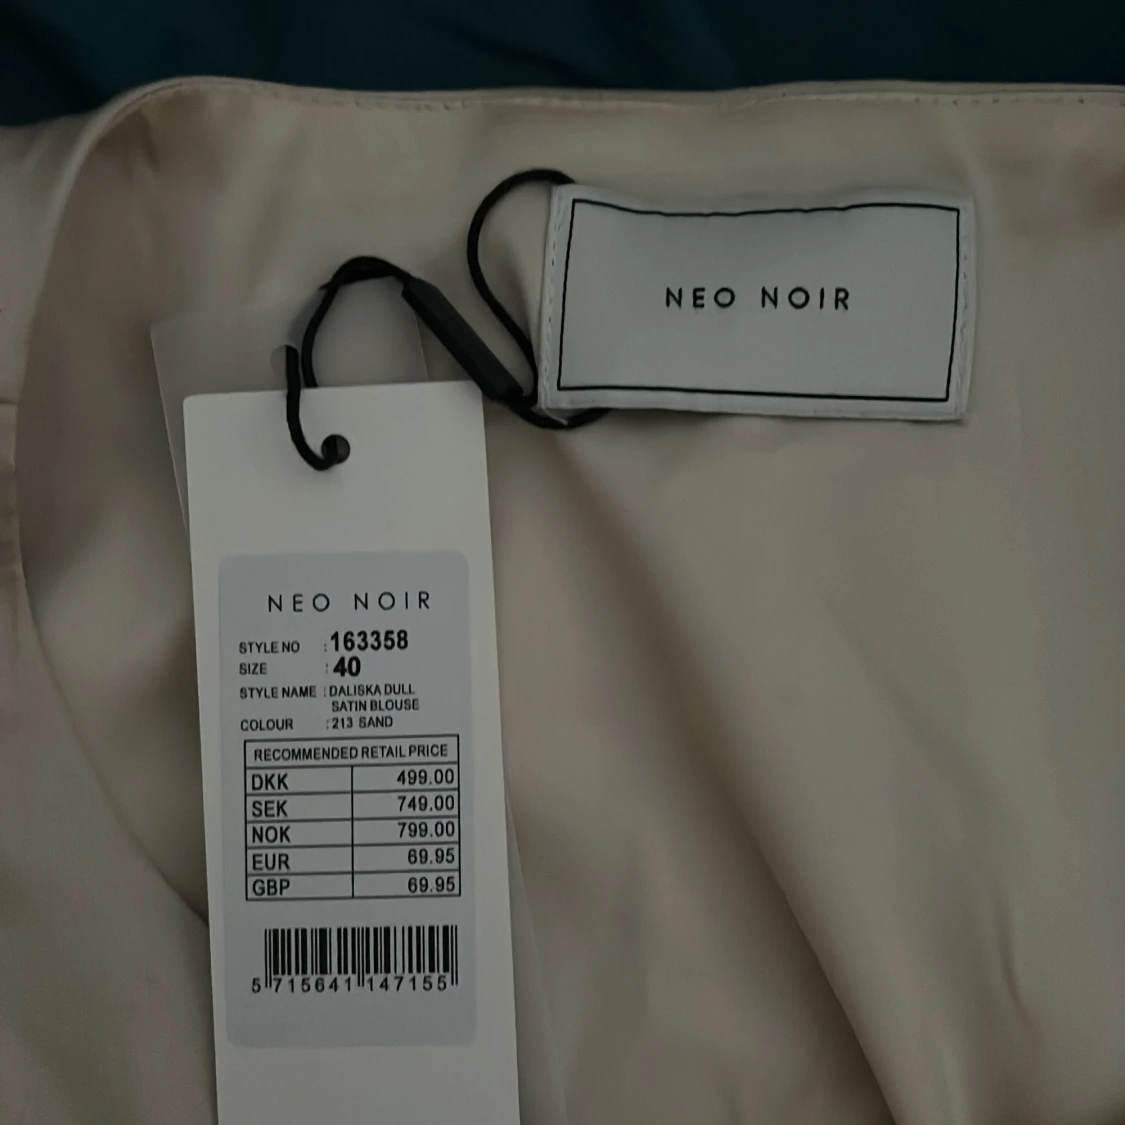 NEO NOIR
NEO NOIR
STYLE NO : 163358
SIZE : 40
STYLE NAME : DALISKA DULL
SATIN BLOUSE
COLOUR : 213 SAND
RECOMMENDED RETAIL PRICE
DKK 499.00
SEK 749.00
NOK 799.00
EUR 69.95
GBP 69.95
5 715641 147155